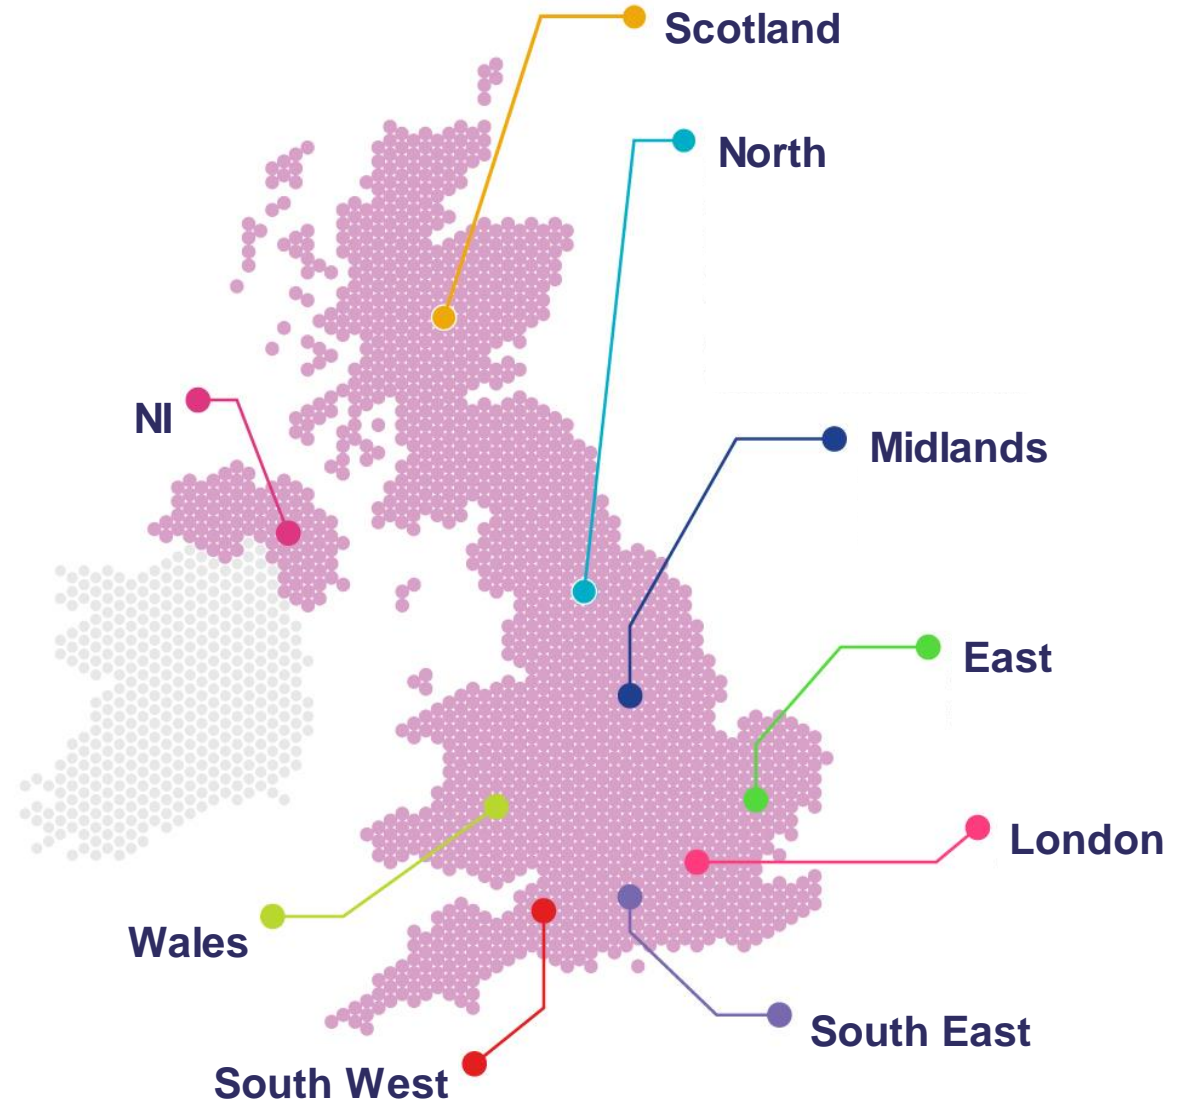 Scotland
North
NI
Midlands
East
London
Wales
South East
South West